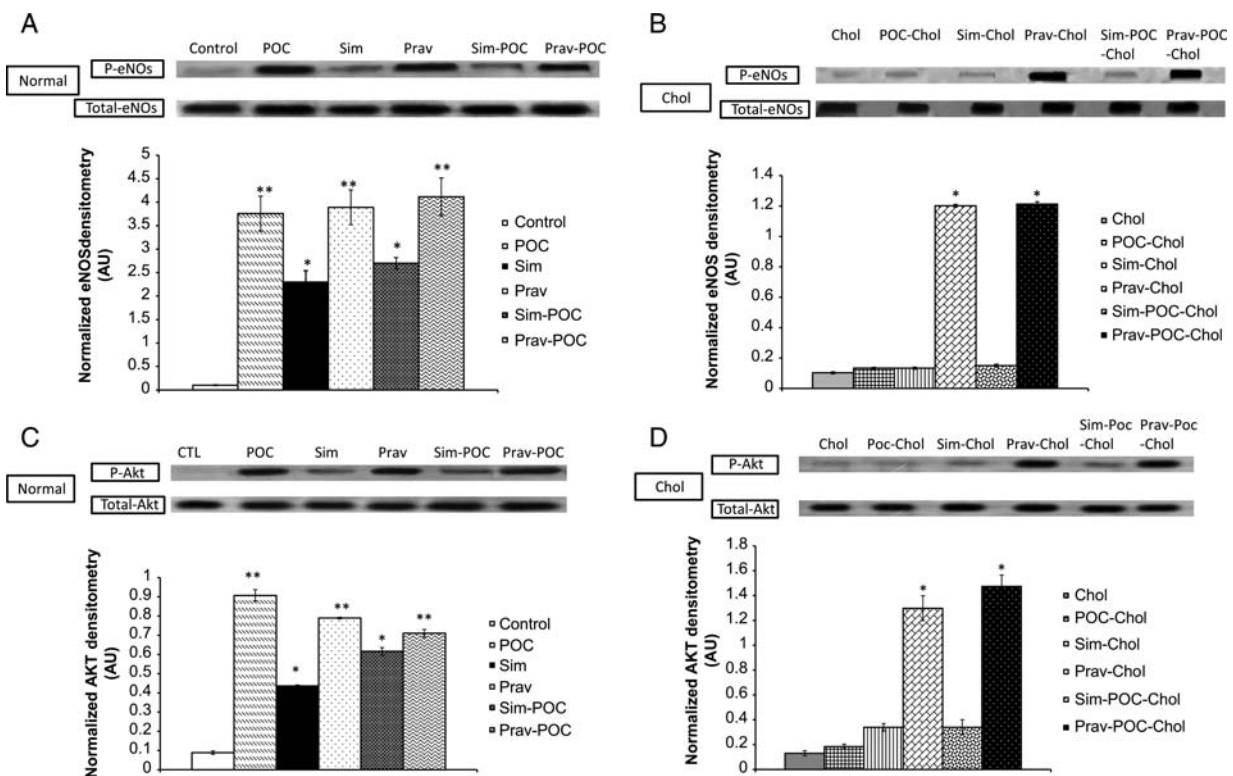 A
Control POC Sim Prav Sim-POC Prav-POC
Normal
P-eNOs
Total-eNOs
Normalized eNOSdensitometry
(AU)
5
4.5
4
3.5
3
2.5
2
1.5
1
0.5
0
** * ** * **
Control
POC
Sim
Prav
Sim-POC
Prav-POC
B
Chol POC-Chol Sim-Chol Prav-Chol Sim-POC Prav-POC
-Chol -Chol
Chol
P-eNOs
Total-eNOs
Normalized eNOS densitometry
(AU)
1.4
1.2
1
0.8
0.6
0.4
0.2
0
* *
Chol
POC-Chol
Sim-Chol
Prav-Chol
Sim-POC-Chol
Prav-POC-Chol
C
CTL POC Sim Prav Sim-POC Prav-POC
Normal
P-Akt
Total-Akt
Normalized AKT densitometry
(AU)
1
0.9
0.8
0.7
0.6
0.5
0.4
0.3
0.2
0.1
0
** * ** * **
Control
POC
Sim
Prav
Sim-POC
Prav-POC
D
Chol Poc-Chol Sim-Chol Prav-Chol Sim-Poc Prav-Poc
-Chol -Chol
Chol
P-Akt
Total-Akt
Normalized AKT densitometry
(AU)
1.8
1.6
1.4
1.2
1
0.8
0.6
0.4
0.2
0
* *
Chol
POC-Chol
Sim-Chol
Prav-Chol
Sim-POC-Chol
Prav-POC-Chol